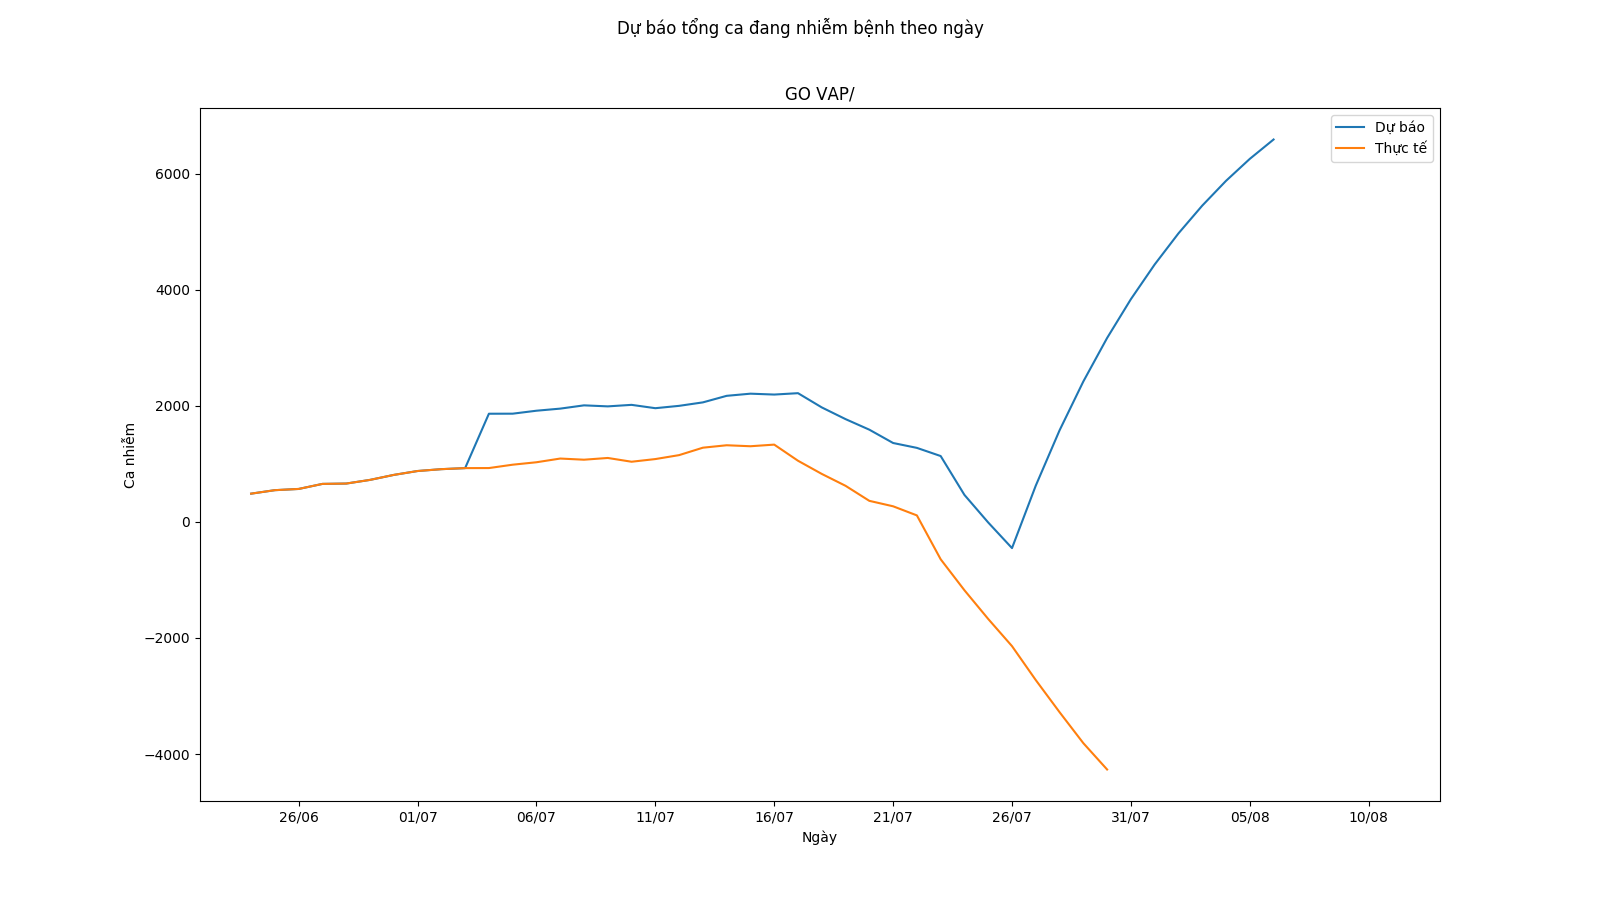 Dự báo tổng ca đang nhiễm bệnh theo ngày
GO VAP/
Dự báo
Thực tế
6000
4000
2000
0
−2000
−4000
Ca nhiễm
26/06 01/07 06/07 11/07 16/07 21/07 26/07 31/07 05/08 10/08
Ngày